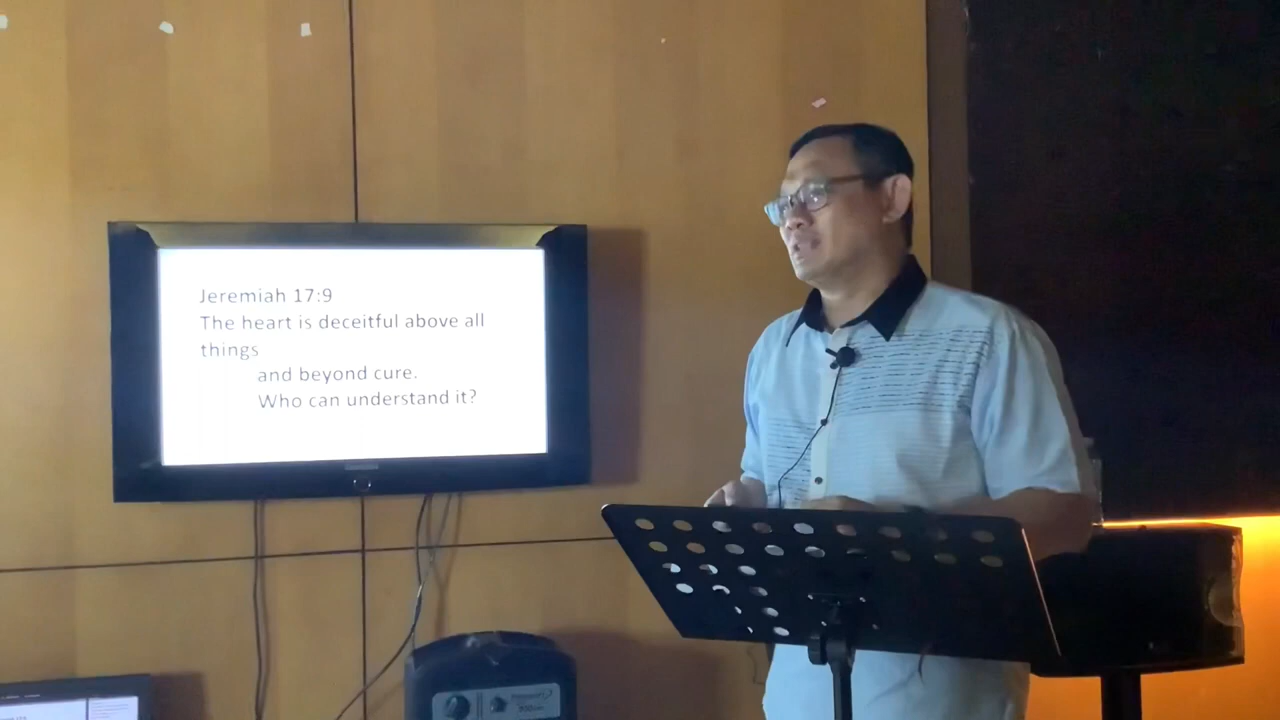 Jeremiah 17:9
The heart is deceitful above all
things
and beyond cure.
Who can understand it?